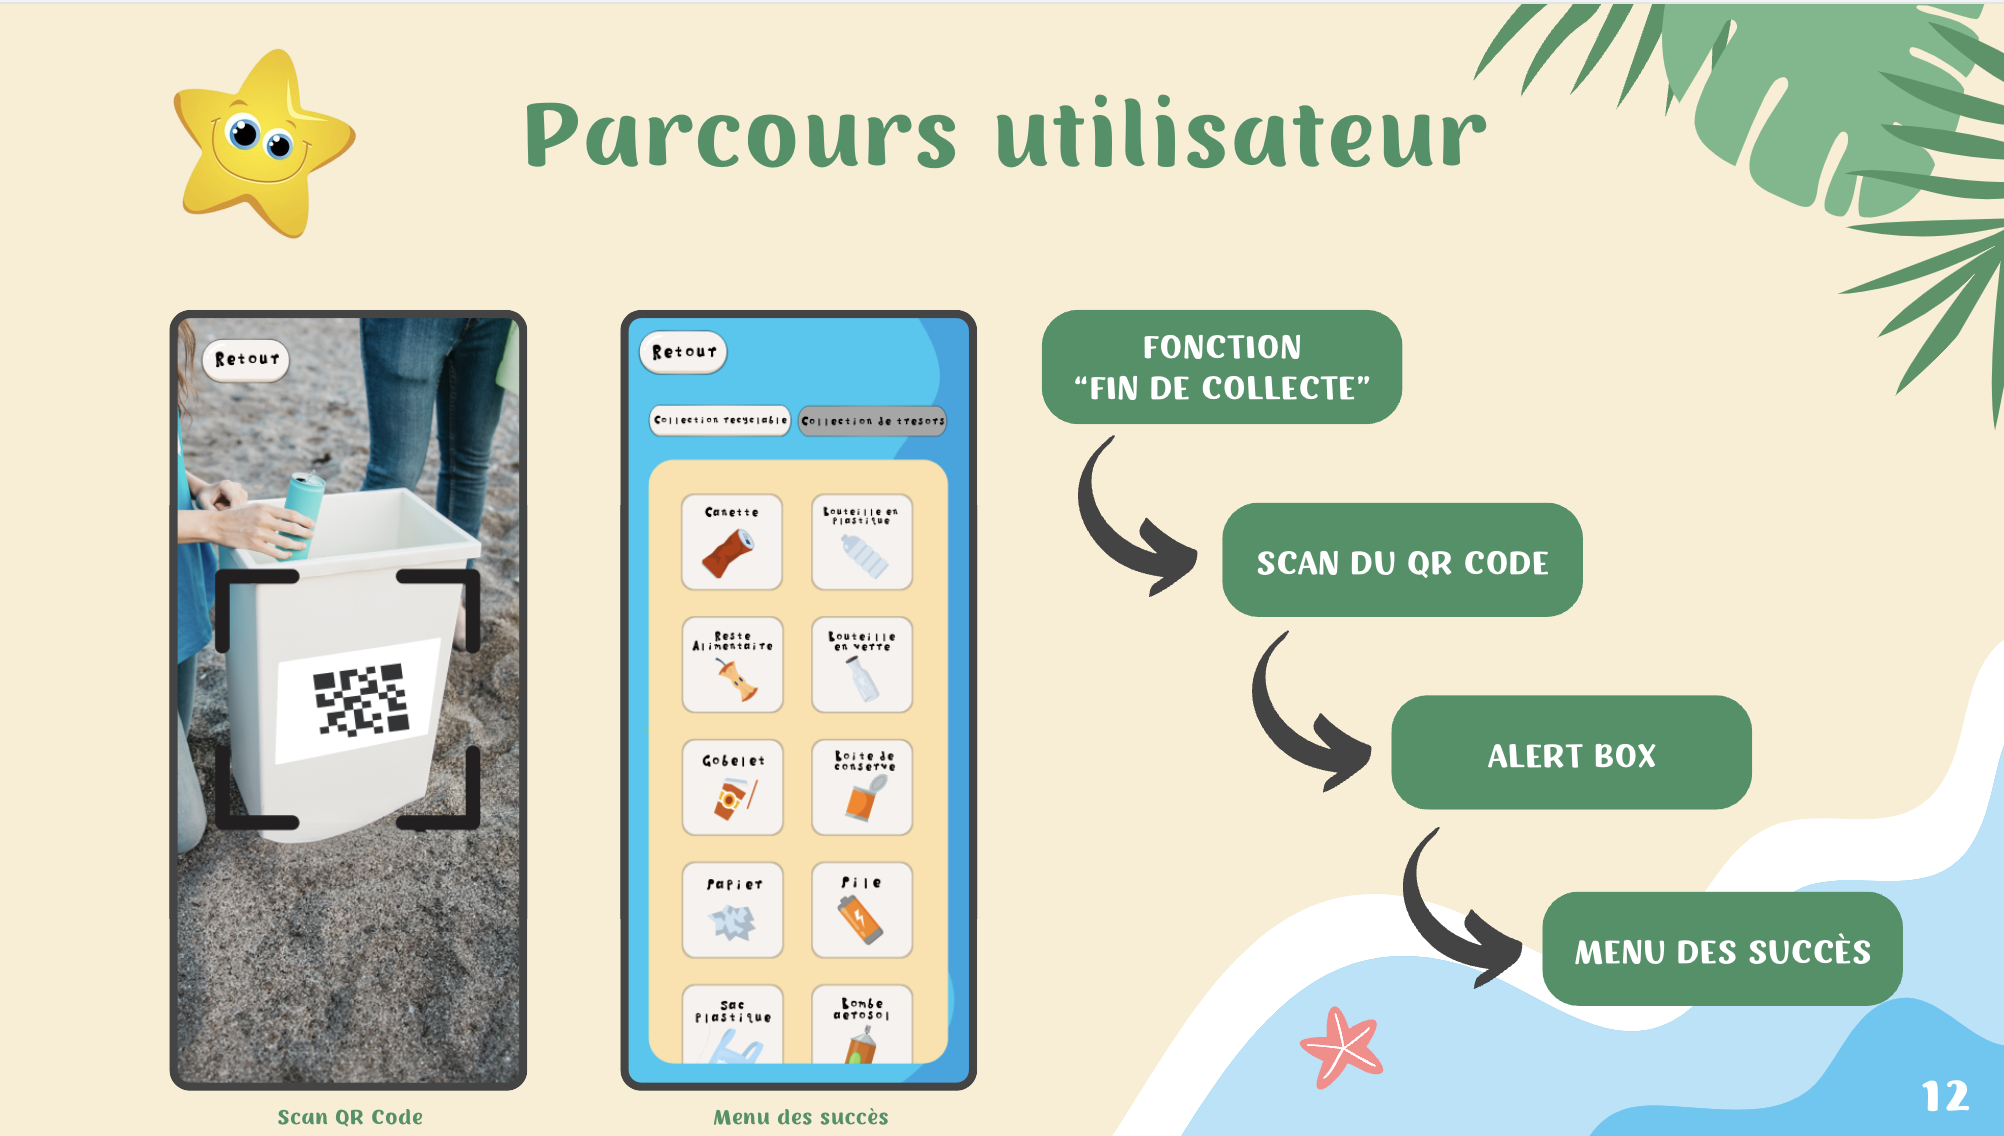 Parcours utilisateur
Retour
Scan QR Code
Retour
Collection recyclable
Collection de tresors
Canette
Bouteille en
Plastique
Reste
Alimentaire
Bouteille
en verre
Gobelet
Boite de
conserve
Papier
Pile
Sac
Plastique
Bombe
aerosol
Menu des succès
FONCTION
“FIN DE COLLECTE”
SCAN DU QR CODE
ALERT BOX
MENU DES SUCCÈS
12